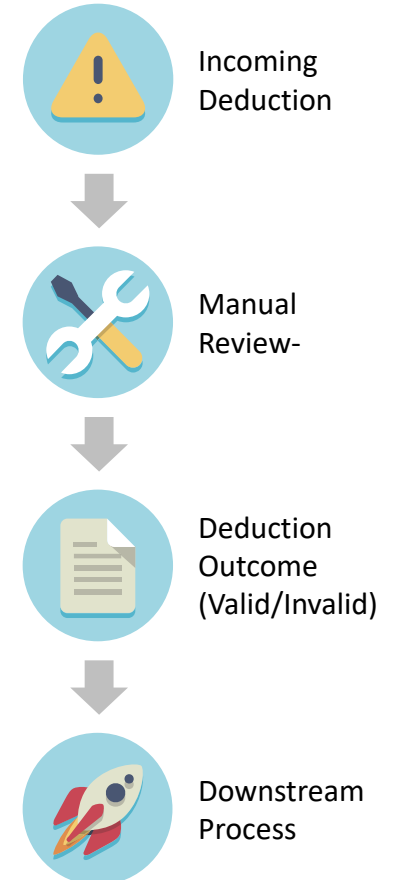 Incoming
Deduction
Manual
Review-
Deduction
Outcome
(Valid/Invalid)
Downstream
Process